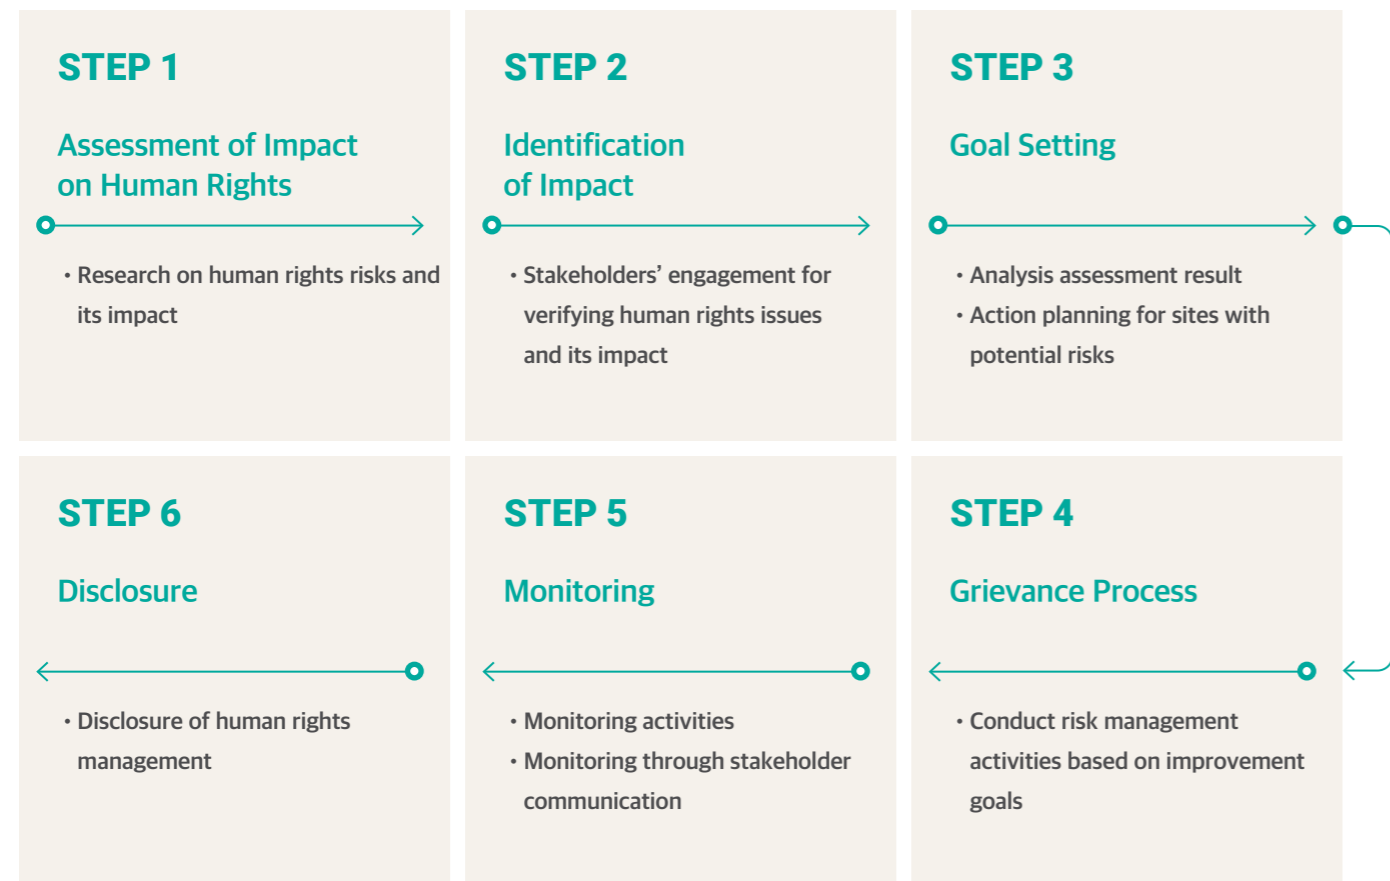 STEP 1
Assessment of Impact
on Human Rights
• Research on human rights risks and
its impact
STEP 2
Identification
of Impact
• Stakeholders’ engagement for
verifying human rights issues
and its impact
STEP 3
Goal Setting
• Analysis assessment result
• Action planning for sites with
potential risks
STEP 4
Grievance Process
• Conduct risk management
activities based on improvement
goals
STEP 5
Monitoring
• Monitoring activities
• Monitoring through stakeholder
communication
STEP 6
Disclosure
• Disclosure of human rights
management